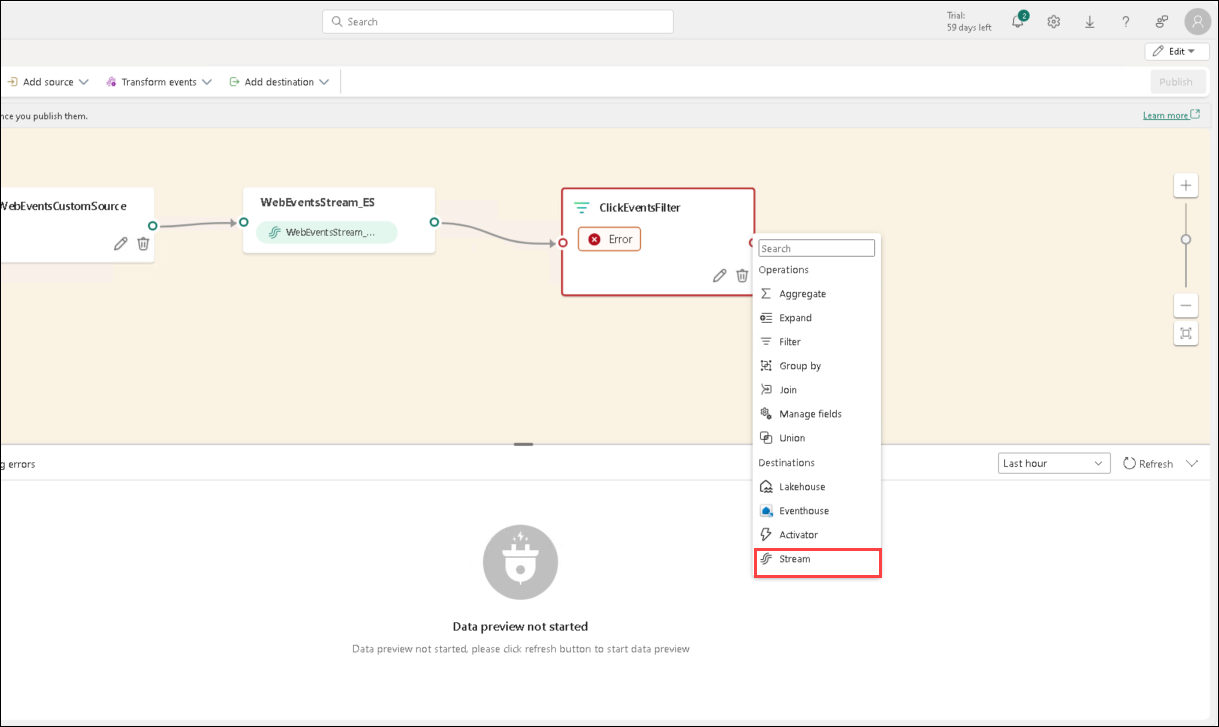 Search
Trial:
59 days left
2
Edit
Add source
Transform events
Add destination
Publish
nce you publish them.
Learn more
WebEventsCustomSource
WebEventsStream_ES
WebEventsStream_...
ClickEventsFilter
Error
Search
Operations
Aggregate
Expand
Filter
Group by
Join
Manage fields
Union
Destinations
Lakehouse
Eventhouse
Activator
Stream
g errors
Last hour
Refresh
Data preview not started
Data preview not started, please click refresh button to start data preview